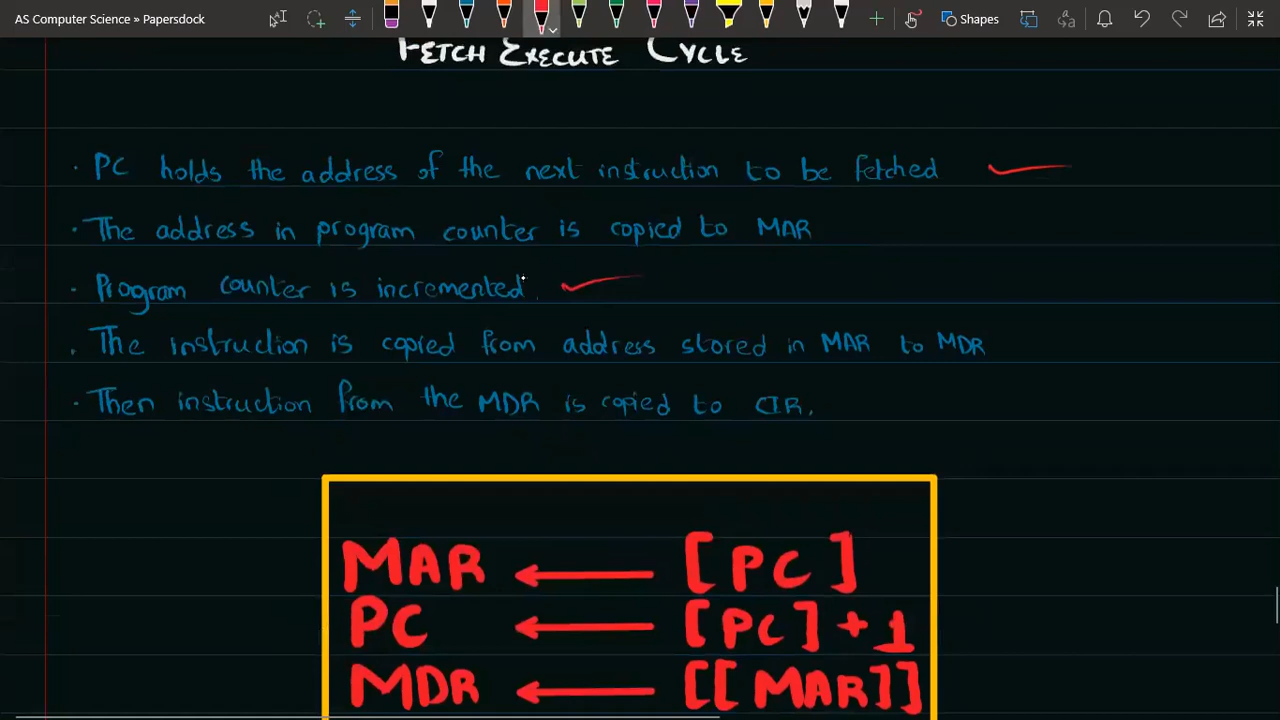 AS Computer Science » Papersdock
Shapes
FETCH EXECUTE CYCLE
· PC holds the address of the next instruction to be fetched
· The address in program counter is copied to MAR
· Program counter is incremented.
· The instruction is copied from address stored in MAR to MDR
· Then instruction from the MDR is copied to CIR.
MAR ← [PC]
PC ← [PC] + 1
MDR ← [[MAR]]